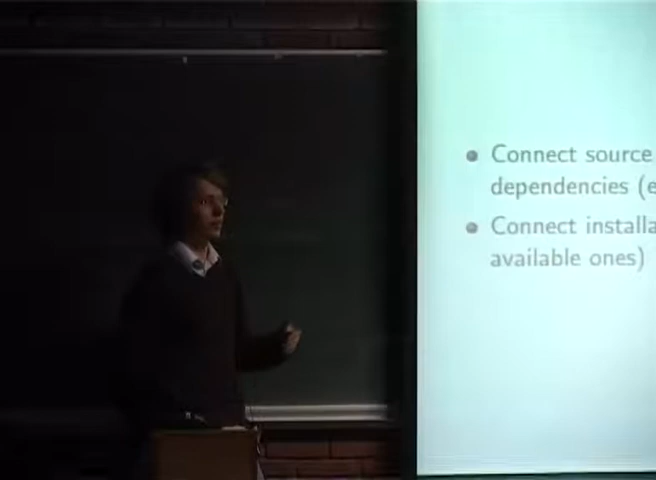 Connect source
dependencies (e
Connect installa
available ones)